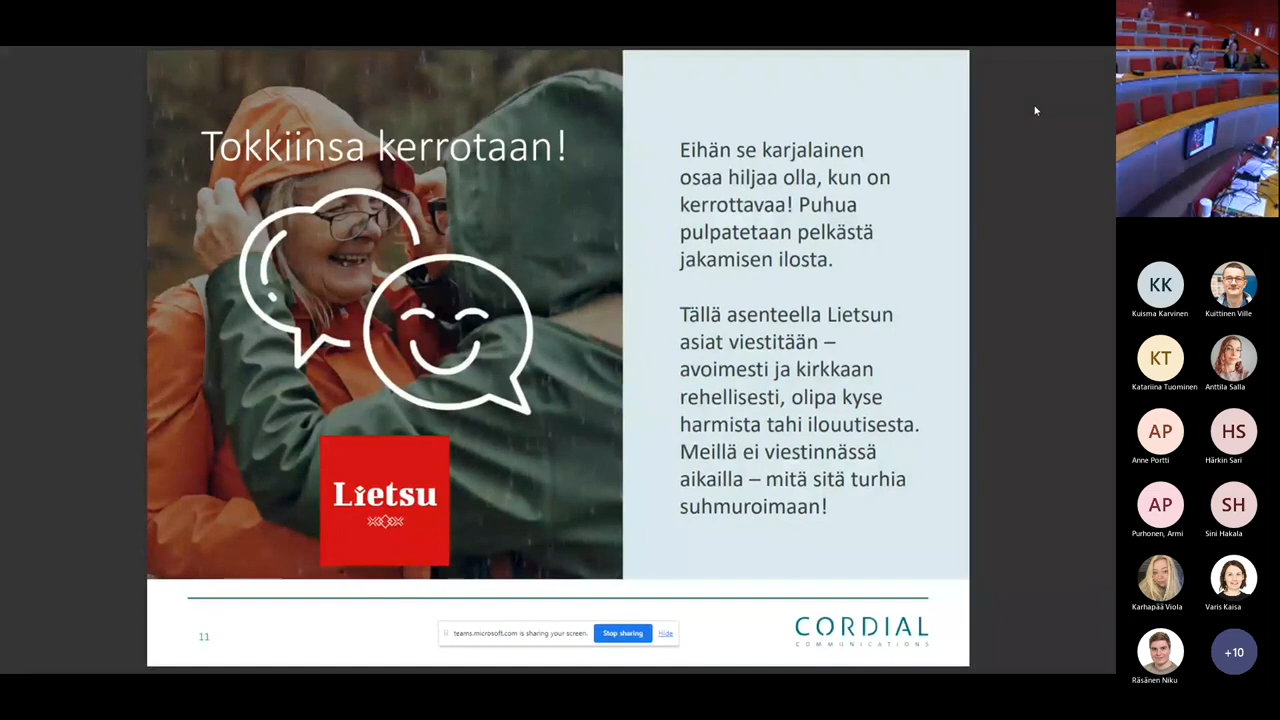 Tokkiinsa kerrotaan!
Lietsu
Eihän se karjalainen
osaa hiljaa olla, kun on
kerrottavaa! Puhua
pulpatetaan pelkästä
jakamisen ilosta.
Tällä asenteella Lietsun
asiat viestitään –
avoimesti ja kirkkaan
rehellisesti, olipa kyse
harmista tahi ilouutisesta.
Meillä ei viestinnässä
aikailla – mitä sitä turhia
suhmuroimaan!
11
teams.microsoft.com is sharing your screen.
Stop sharing
Hide
CORDIAL
COMMUNICATIONS
KK
Kuisma Karvinen
Kuittinen Ville
KT
Katariina Tuominen
Anttila Salla
AP
Anne Portti
HS
Härkin Sari
AP
Purhonen, Armi
SH
Sini Hakala
Karhapää Viola
Varis Kaisa
Räsänen Niku
+10